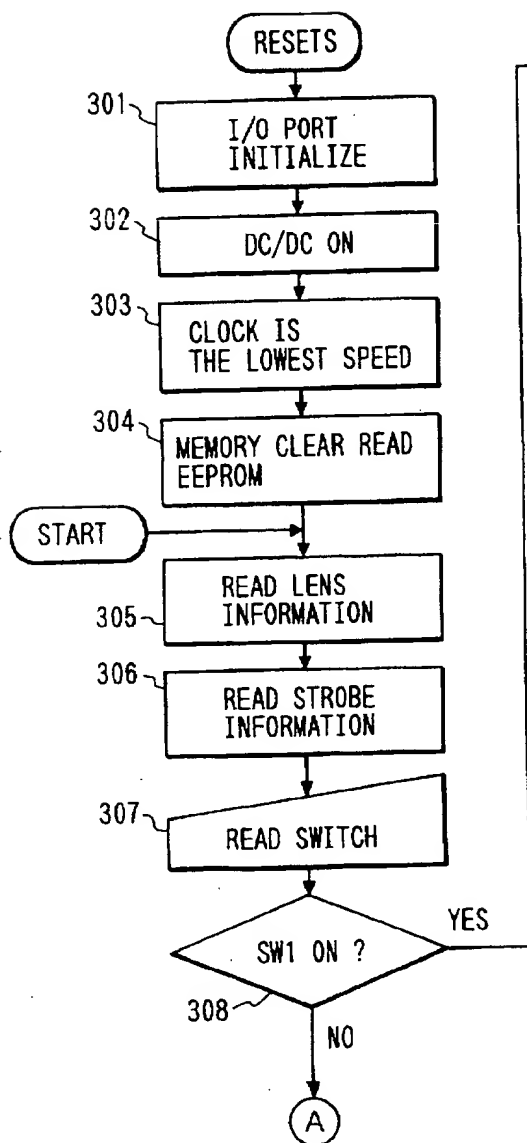 RESETS
301
I/O PORT
INITIALIZE
302
DC/DC ON
303
CLOCK IS
THE LOWEST SPEED
304
MEMORY CLEAR READ
EEPROM
START
READ LENS
INFORMATION
305
306
READ STROBE
INFORMATION
307
READ SWITCH
YES
SW1 ON ?
308
NO
A